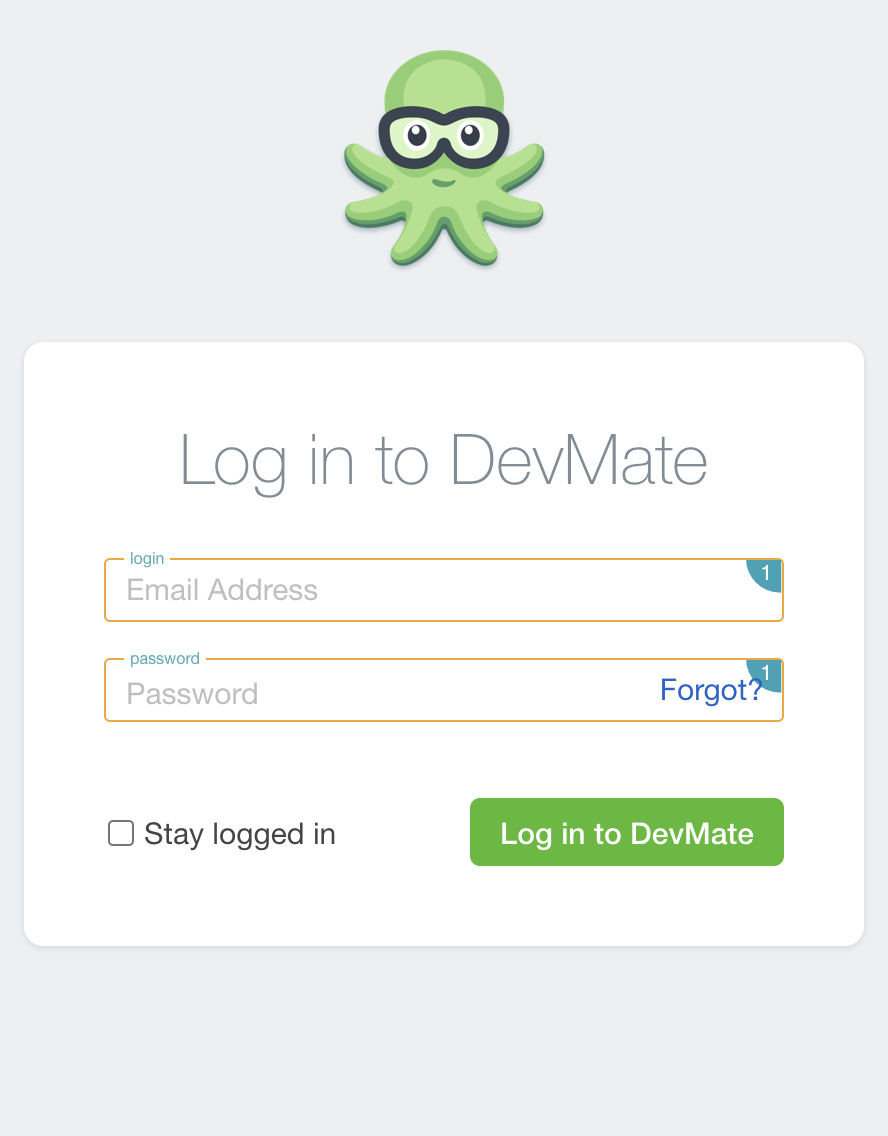 Log in to DevMate
login
1
Email Address
password
1
Password
Forgot?
Stay logged in
Log in to DevMate